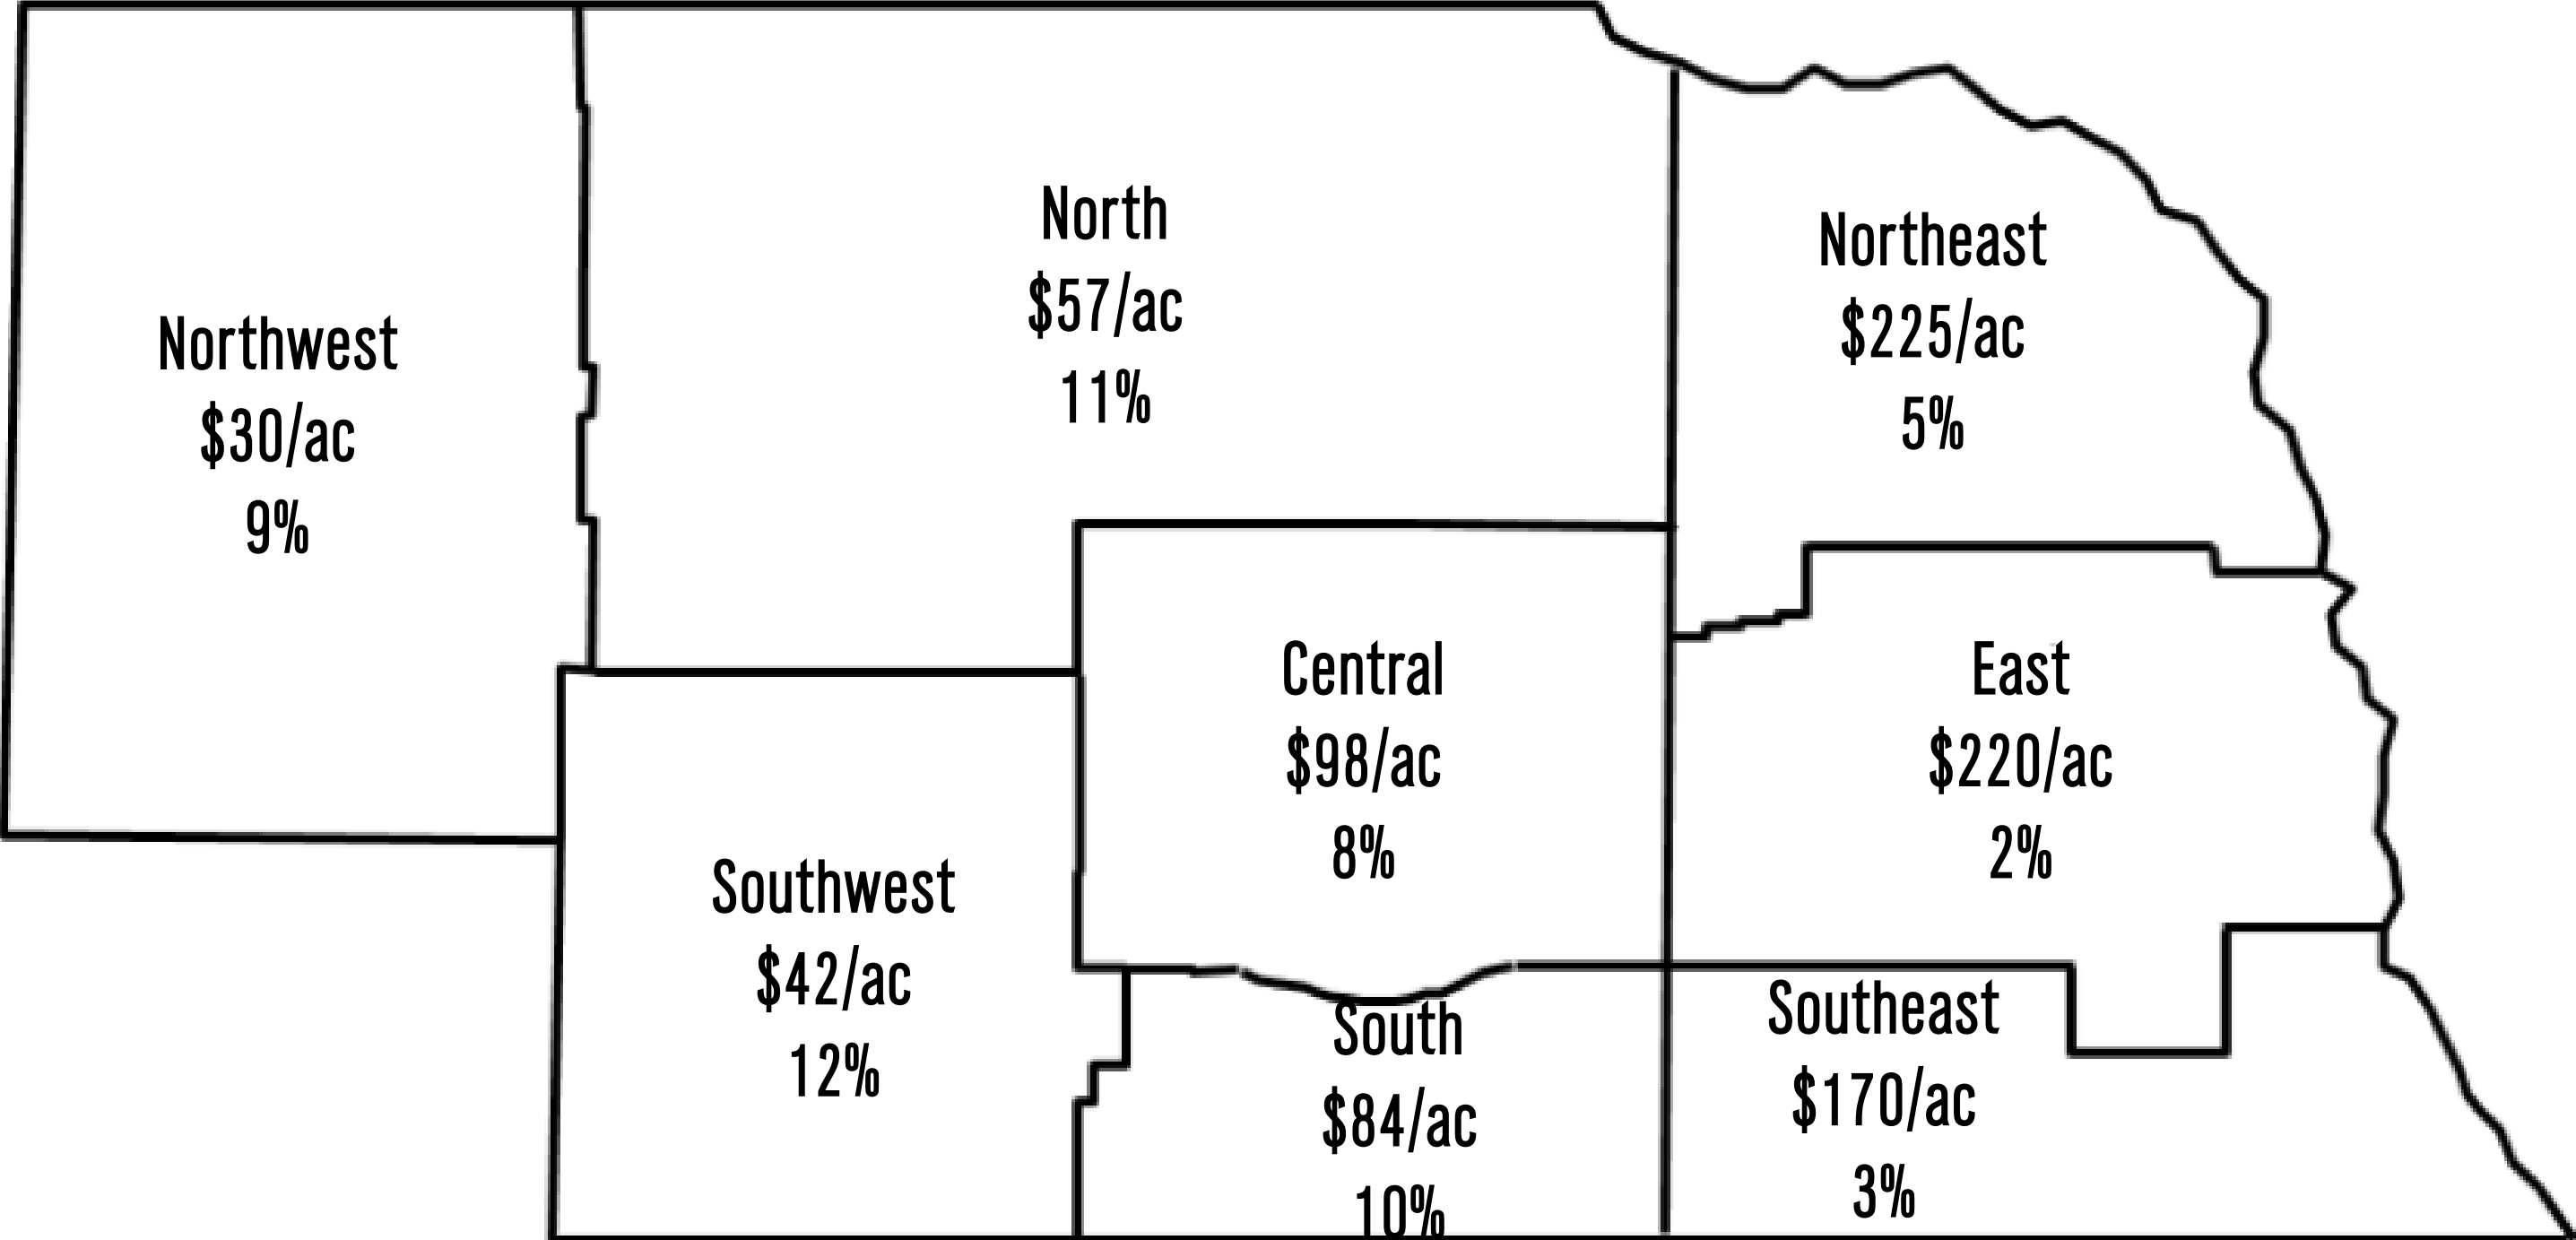 North
$57/ac
11%
Northeast
$225/ac
5%
Northwest
$30/ac
9%
Central
$98/ac
8%
East
$220/ac
2%
Southwest
$42/ac
12%
South
$84/ac
10%
Southeast
$170/ac
3%